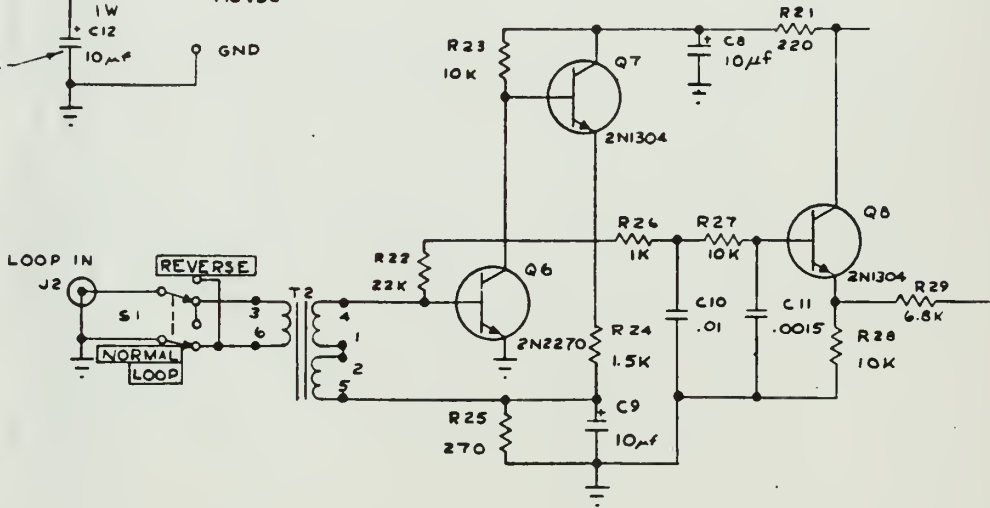 1W
+
C12
10µf
GND
R23
10K
Q7
2N1304
+
C8
10µf
R21
220
LOOP IN
J2
REVERSE
S1
NORMAL
LOOP
3
6
T2
4
1
2
5
R22
22K
Q6
2N2270
R24
1.5K
R25
270
+
C9
10µf
R26
1K
R27
10K
C10
.01
C11
.0015
Q8
2N1304
R29
6.8K
R28
10K